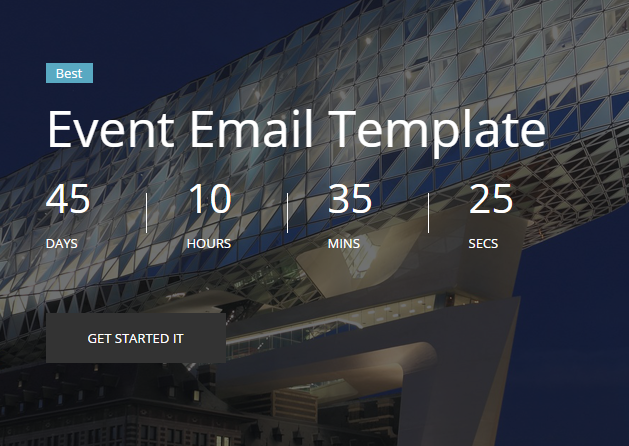 Best
Event Email Template
45 10 35 25
DAYS HOURS MINS SECS
GET STARTED IT